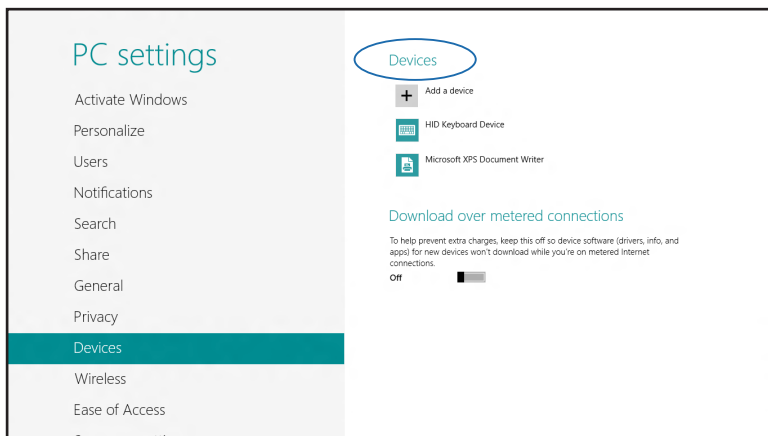 PC settings
Activate Windows
Personalize
Users
Notifications
Search
Share
General
Privacy
Devices
Wireless
Ease of Access
Devices
Add a device
HID Keyboard Device
Microsoft XPS Document Writer
Download over metered connections
To help prevent extra charges, keep this off so device software (drivers, info, and
apps) for new devices won't download while you're on metered Internet
connections.
Off